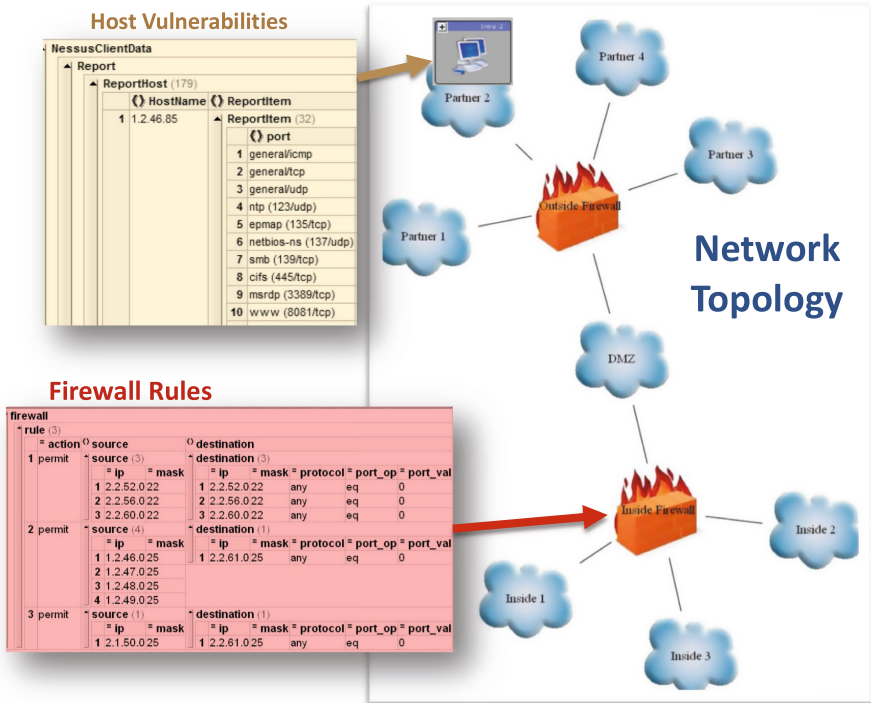 Host Vulnerabilities
NessusClientData
Report
ReportHost (179)
HostName ReportItem
1 1.2.46.85 ReportItem (32)
port
1 general/icmp
2 general/tcp
3 general/udp
4 ntp (123/udp)
5 epmap (135/tcp)
6 netbios-ns (137/udp)
7 smb (139/tcp)
8 cifs (445/tcp)
9 msrdp (3389/tcp)
10 www (8081/tcp)
Firewall Rules
firewall
rule (3)
= action source destination
1 permit source (3) destination (3)
= ip = mask = ip = mask = protocol = port_op = port_val
1 2.2.52.0 22 1 2.2.52.0 22 any eq 0
2 2.2.56.0 22 2 2.2.56.0 22 any eq 0
3 2.2.60.0 22 3 2.2.60.0 22 any eq 0
2 permit source (4) destination (1)
= ip = mask = ip = mask = protocol = port_op = port_val
1 1.2.46.0 25 1 2.2.61.0 25 any eq 0
2 1.2.47.0 25
3 1.2.48.0 25
4 1.2.49.0 25
3 permit source (1) destination (1)
= ip = mask = ip = mask = protocol = port_op = port_val
1 2.1.50.0 25 1 2.2.61.0 25 any eq 0
Partner 2
Partner 4
Partner 3
Outside Firewall
Partner 1
Network
Topology
DMZ
Inside Firewall
Inside 2
Inside 1
Inside 3